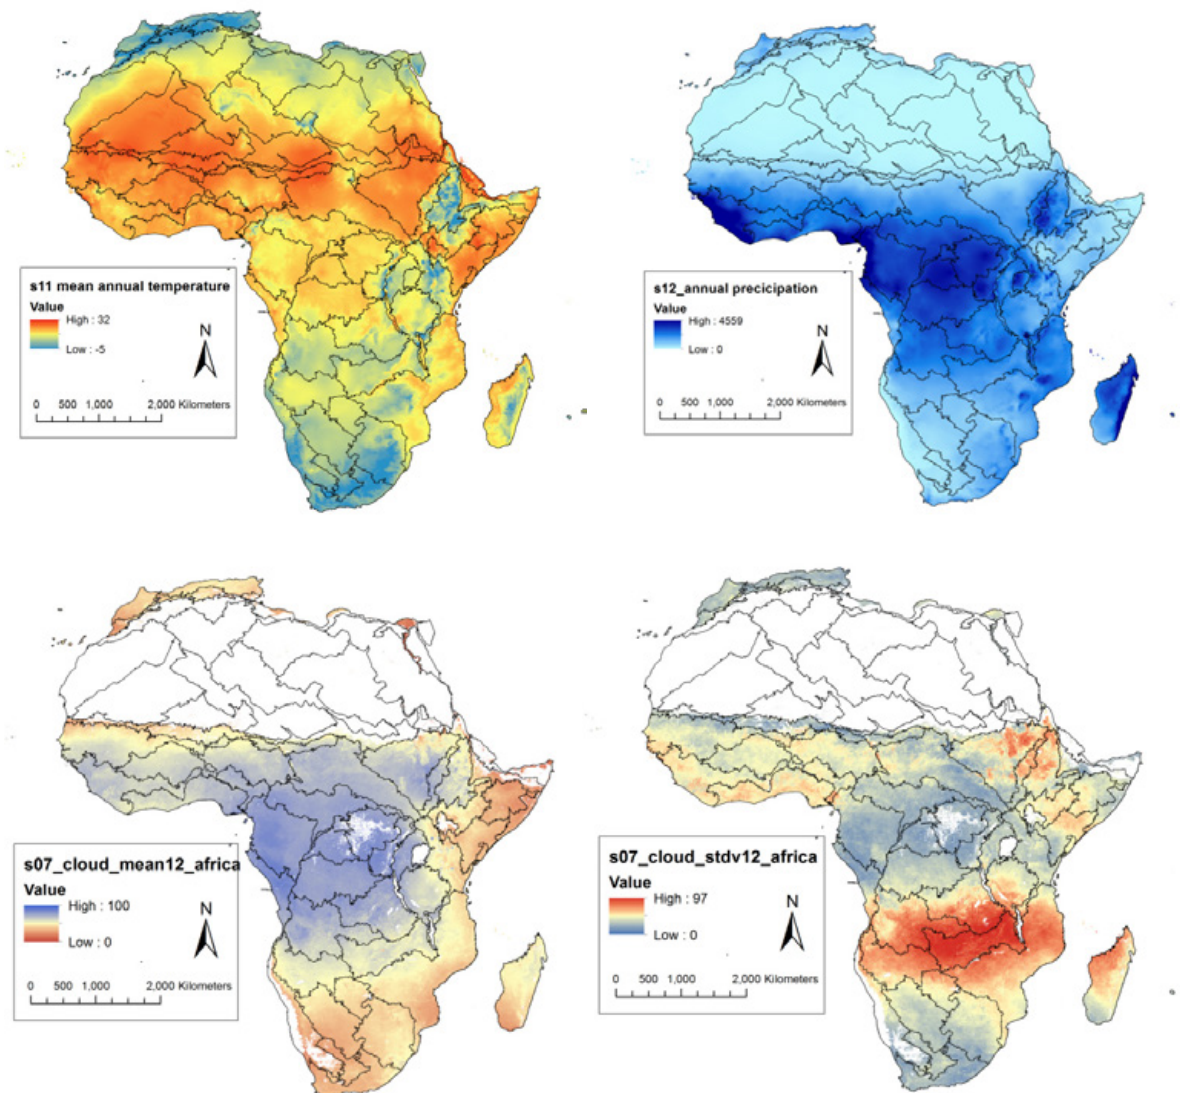 s11 mean annual temperature
Value
High : 32
Low : -5
N
0 500 1,000 2,000 Kilometers
s12_annual precicipation
Value
High : 4559
Low : 0
N
0 500 1,000 2,000 Kilometers
s07_cloud_mean12_africa
Value
High : 100
Low : 0
N
0 500 1,000 2,000 Kilometers
s07_cloud_stdv12_africa
Value
High : 97
Low : 0
N
0 500 1,000 2,000 Kilometers